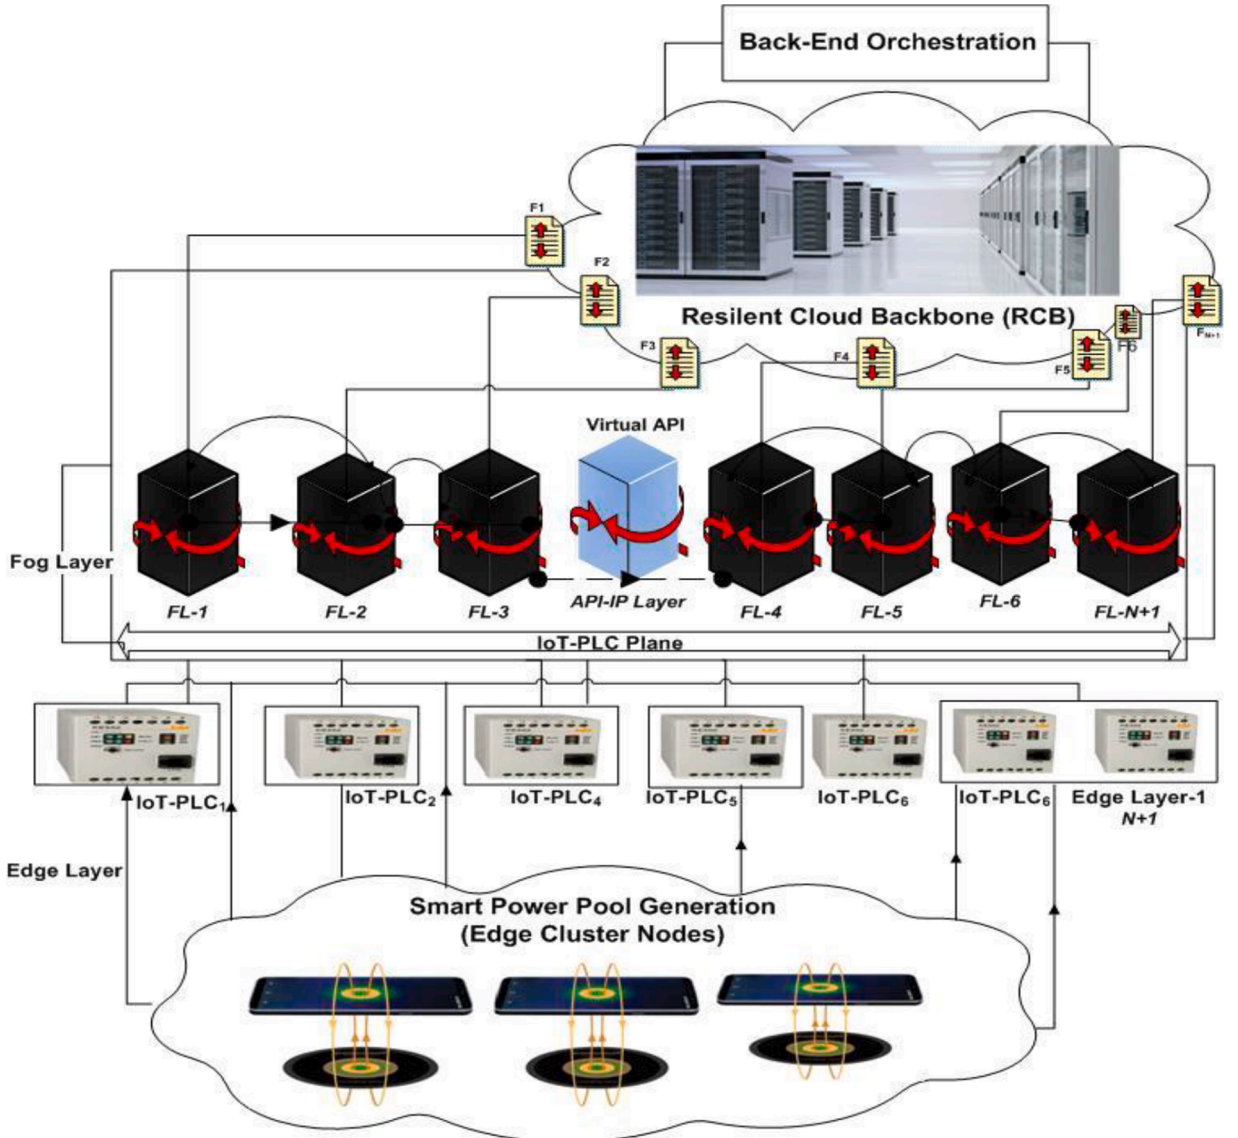 Back-End Orchestration
F1
F2
Resilent Cloud Backbone (RCB)
F3
F4
F5
F6
FN+1
Virtual API
Fog Layer
FL-1
FL-2
FL-3
API-IP Layer
FL-4
FL-5
FL-6
FL-N+1
IoT-PLC Plane
IoT-PLC1
IoT-PLC2
IoT-PLC4
IoT-PLC5
IoT-PLC6
IoT-PLC6
Edge Layer-1
N+1
Edge Layer
Smart Power Pool Generation
(Edge Cluster Nodes)